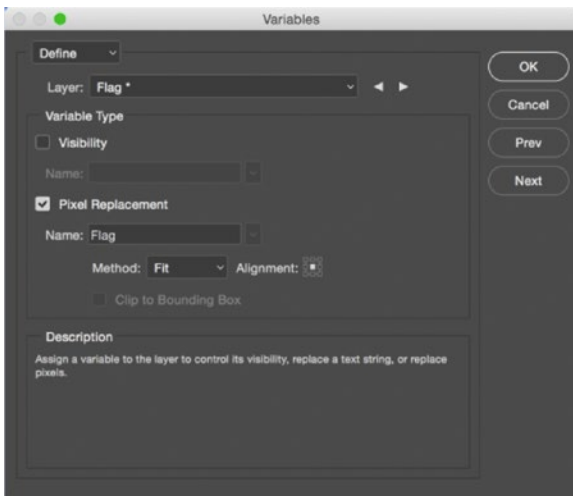 Variables
Define
OK
Layer: Flag *
Cancel
Variable Type
Visibility
Prev
Name:
Next
Pixel Replacement
Name: Flag
Method: Fit Alignment:
Clip to Bounding Box
Description
Assign a variable to the layer to control its visibility, replace a text string, or replace
pixels.